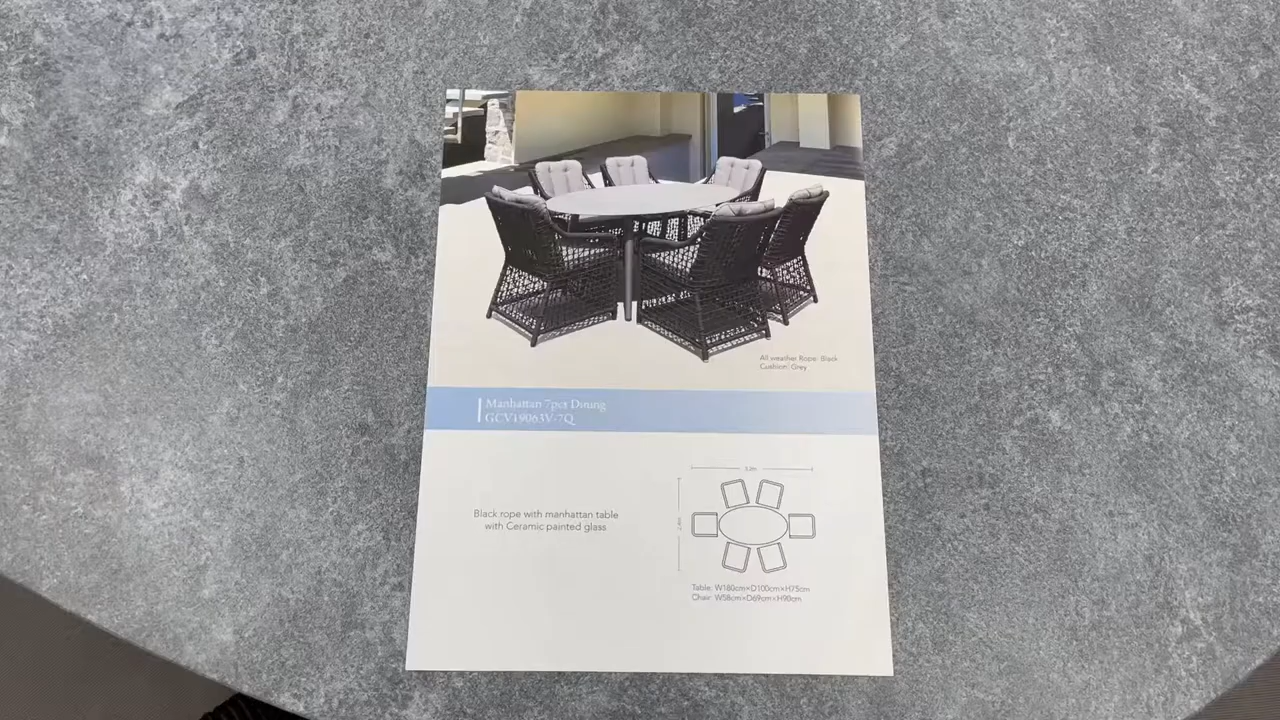 All weather Rope: Black
Cushion: Grey
Manhattan 7pcs Dining
GCV19063V-7Q
Black rope with manhattan table
with Ceramic painted glass
Table: W180cm×D100cm×H75cm
Chair: W58cm×D69cm×H90cm